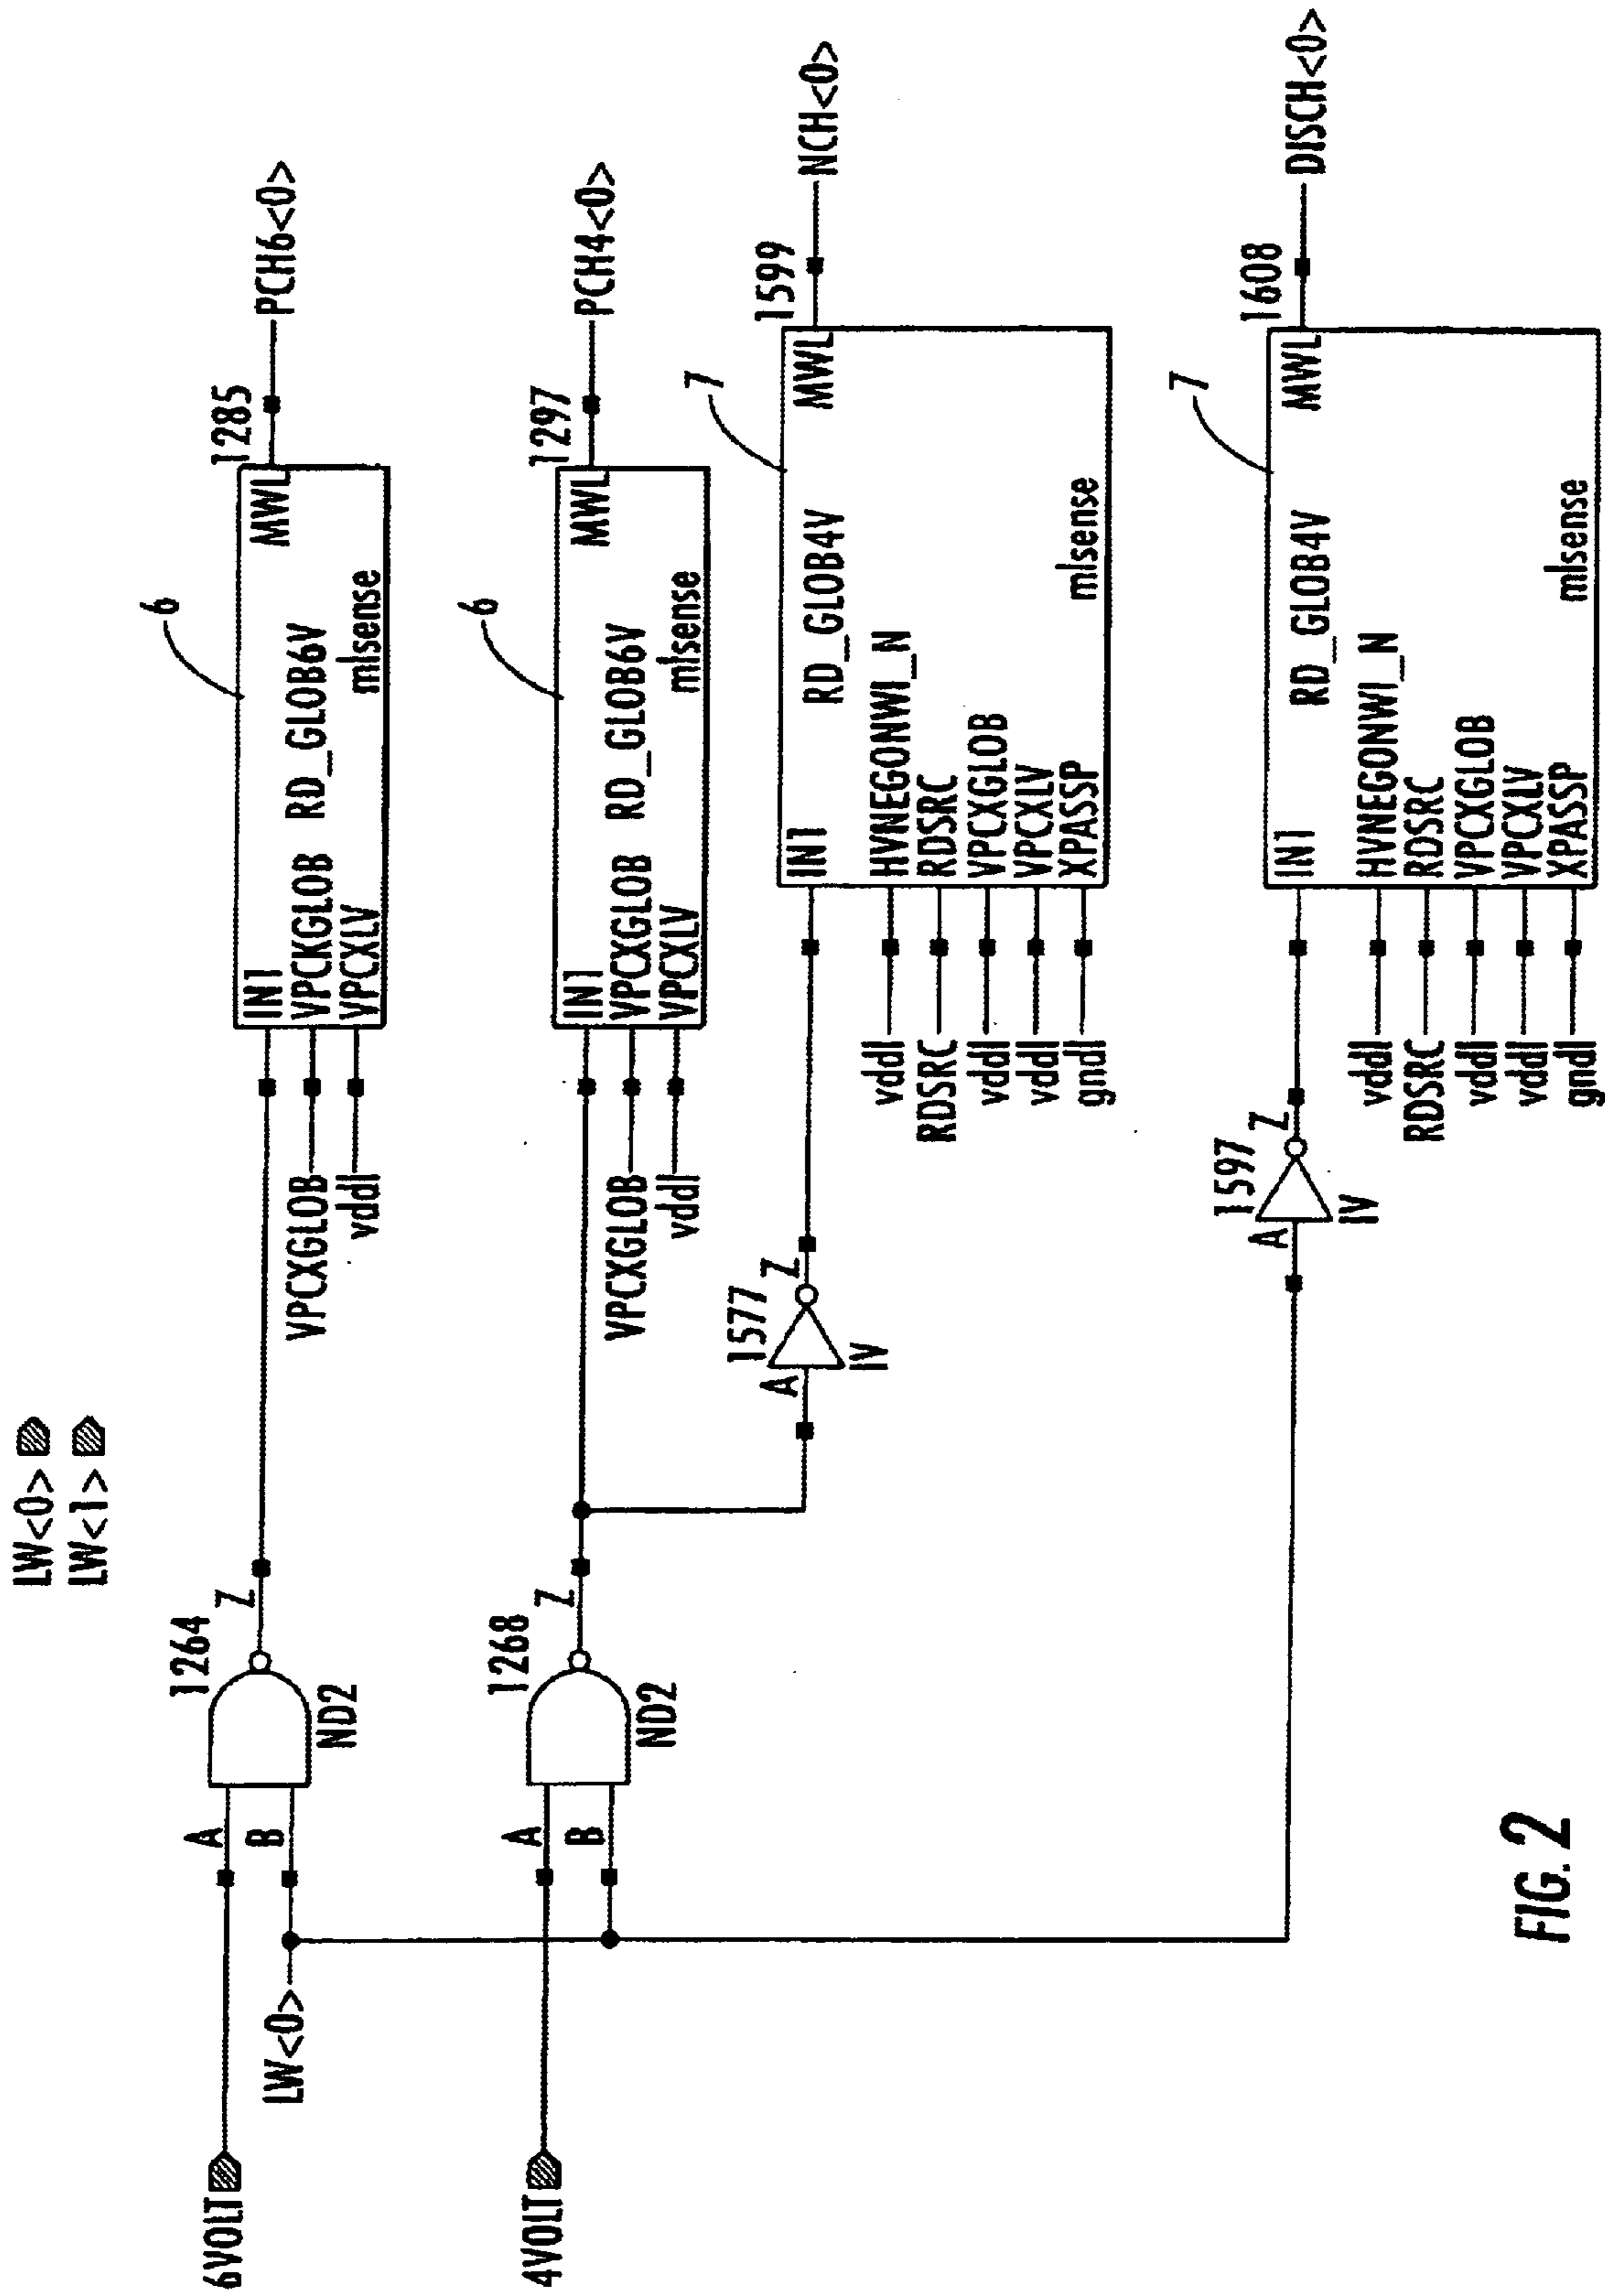 LW<0>
LW<1>
6VOLT
LW<0>
A
B
1264
Z
ND2
VPCXGLOB
vddl
6
IN1
VPCKGLOB
VPCXLV
RD_GLOB6V
MWL
mlsense
1285
PCH6<0>
4VOLT
A
B
1268
Z
ND2
VPCXGLOB
vddl
6
IN1
VPCXGLOB
VPCXLV
RD_GLOB6V
MWL
mlsense
1297
PCH4<0>
A
1577
Z
IV
vddl
RDSRC
vddl
vddl
gndl
7
IN1
HVNEGONWI_N
RDSRC
VPCXGLOB
VPCXLV
XPASSP
RD_GLOB4V
MWL
mlsense
1599
NCH<0>
A
1597
Z
IV
vddl
RDSRC
vddl
vddl
gndl
7
IN1
HVNEGONWI_N
RDSRC
VPCXGLOB
VPCXLV
XPASSP
RD_GLOB4V
MWL
mlsense
1608
DISCH<0>
FIG. 2